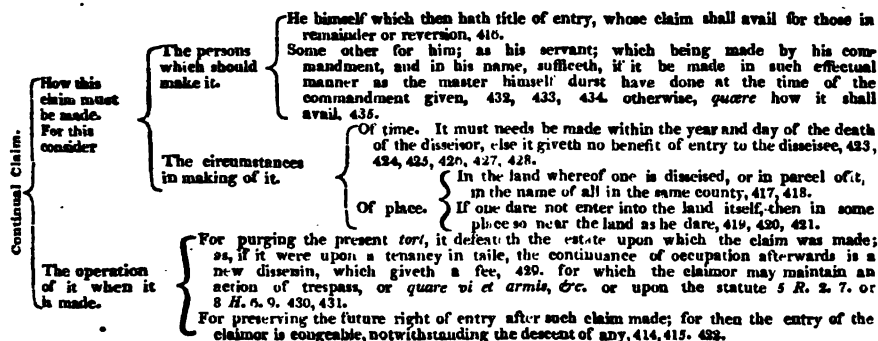 Continual Claim.
How this
claim must
be made.
For this
consider
The persons
which should
make it.
He himself which then hath title of entry, whose claim shall avail for those in
remainder or reversion, 416.
Some other for him; as his servant; which being made by his com-
mandment, and in his name, sufficeth, if it be made in such effectual
manner as the master himself durst have done at the time of the
commandment given, 432, 433, 434. otherwise, quære how it shall
avail, 435.
The circumstances
in making of it.
Of time. It must needs be made within the year and day of the death
of the disseisor, else it giveth no benefit of entry to the disseisee, 423,
424, 425, 426, 427, 428.
Of place.
In the land whereof one is disseised, or in parcel of it,
in the name of all in the same county, 417, 418.
If one dare not enter into the land itself, then in some
place so near the land as he dare, 419, 420, 421.
The operation
of it when it
is made.
For purging the present tort, it defeateth the estate upon which the claim was made;
as, if it were upon a tenancy in taile, the continuance of occupation afterwards is a
new disseisin, which giveth a fee, 429. for which the claimor may maintain an
action of trespass, or quare vi et armis, &c. or upon the statute 5 R. 2. 7. or
8 H. 6. 9. 430, 431.
For preserving the future right of entry after such claim made; for then the entry of the
claimor is congeable, notwithstanding the descent of any, 414, 415. 422.